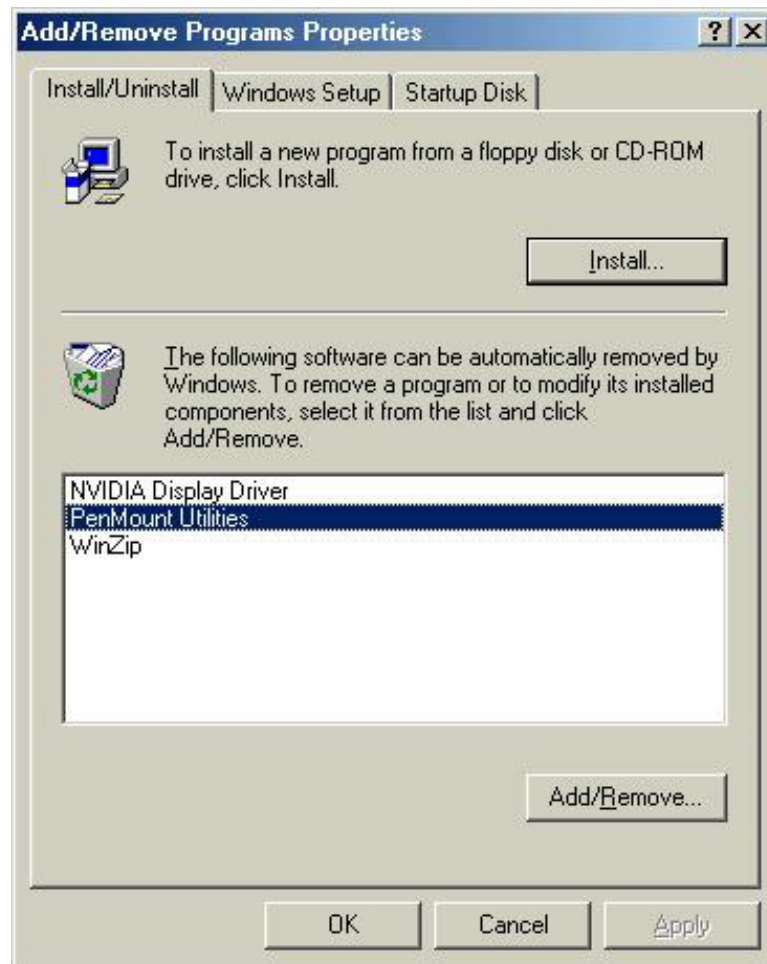 Add/Remove Programs Properties
Install/Uninstall
Windows Setup
Startup Disk
To install a new program from a floppy disk or CD-ROM
drive, click Install.
Install...
The following software can be automatically removed by
Windows. To remove a program or to modify its installed
components, select it from the list and click
Add/Remove.
NVIDIA Display Driver
PenMount Utilities
WinZip
Add/Remove...
OK
Cancel
Apply